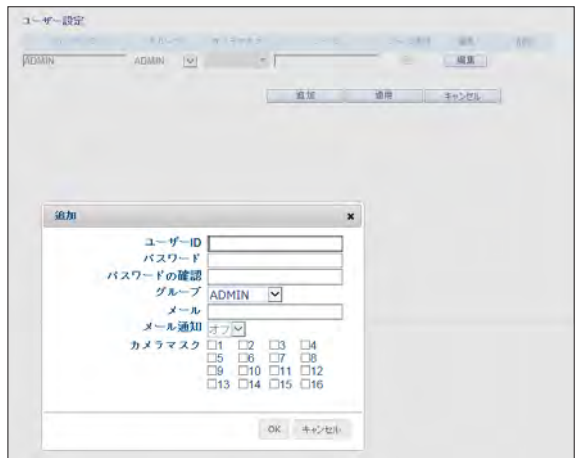 ユーザー設定
ADMIN ADMIN 編集
追加 適用 キャンセル
追加 ×
ユーザーID
パスワード
パスワードの確認
グループ ADMIN
メール
メール通知 オフ
カメラマスク 1 2 3 4
5 6 7 8
9 10 11 12
13 14 15 16
OK キャンセル